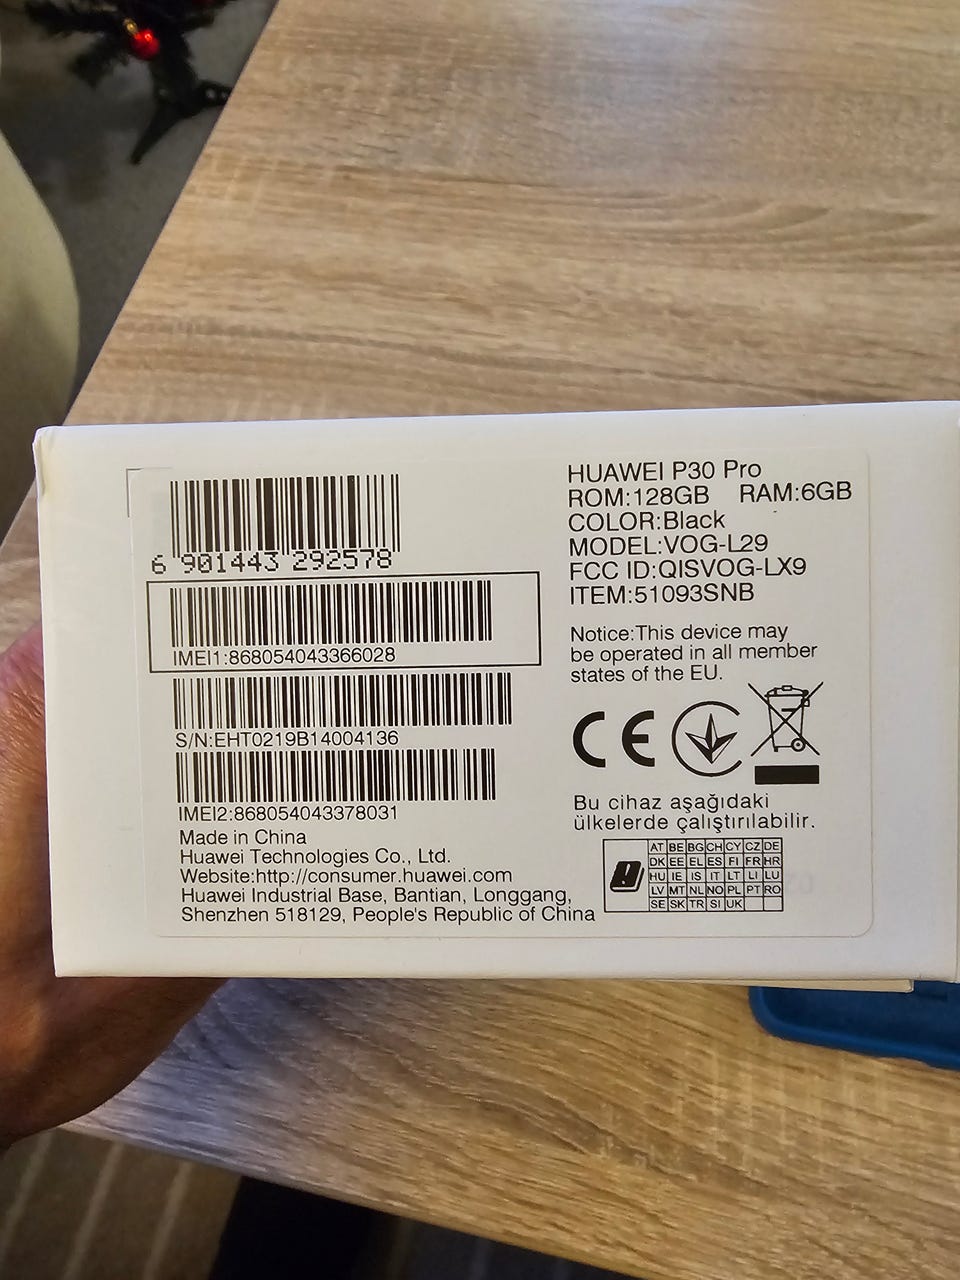 6 901443 292578
IMEI1:868054043366028
S/N:EHT0219B14004136
IMEI2:868054043378031
Made in China
Huawei Technologies Co., Ltd.
Website:http://consumer.huawei.com
Huawei Industrial Base, Bantian, Longgang,
Shenzhen 518129, People's Republic of China
HUAWEI P30 Pro
ROM:128GB RAM:6GB
COLOR:Black
MODEL:VOG-L29
FCC ID:QISVOG-LX9
ITEM:51093SNB
Notice:This device may
be operated in all member
states of the EU.
CE
Bu cihaz aşağıdaki
ülkelerde çalıştırılabilir.
AT BE BG CH CY CZ DE
DK EE EL ES FI FR HR
HU IE IS IT LT LI LU
LV MT NL NO PL PT RO
SE SK TR SI UK